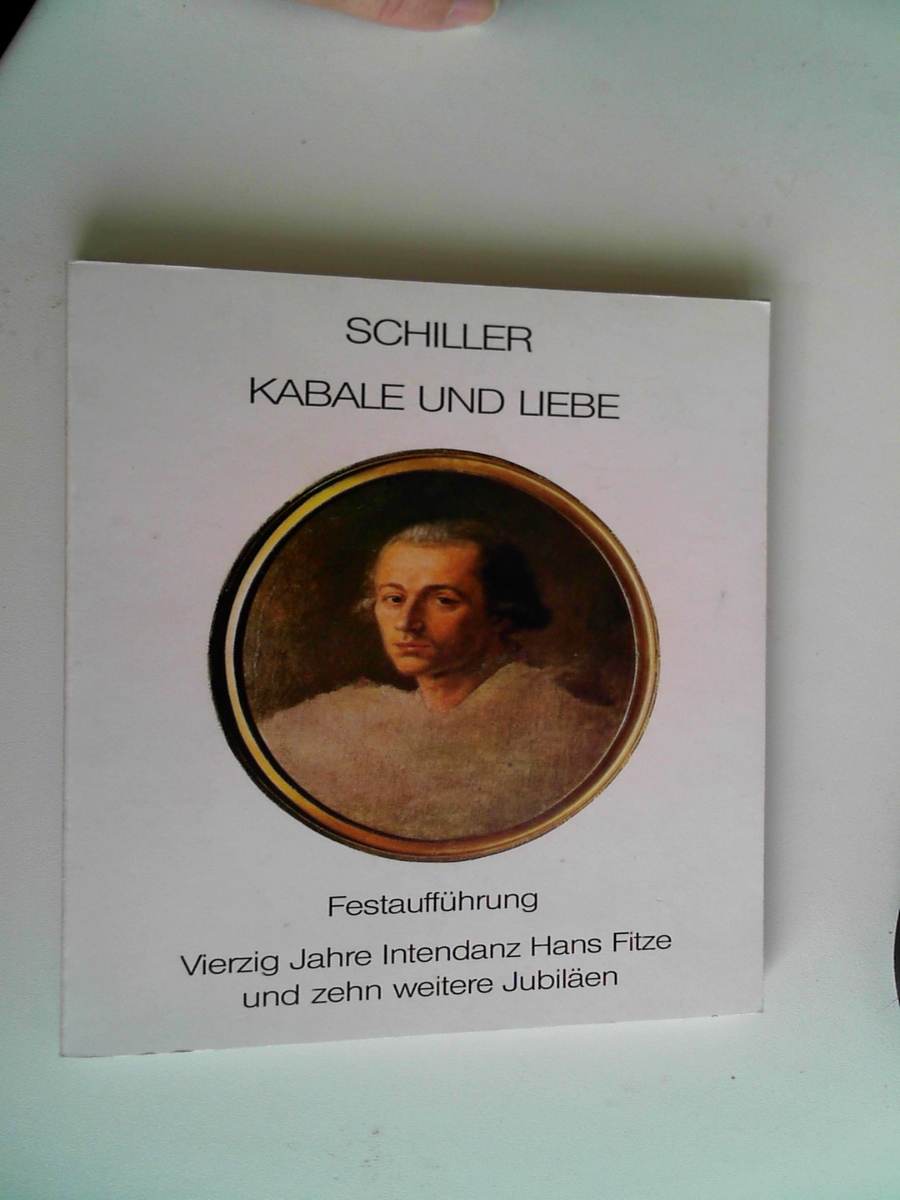 SCHILLER
KABALE UND LIEBE
Festaufführung
Vierzig Jahre Intendanz Hans Fitze
und zehn weitere Jubiläen